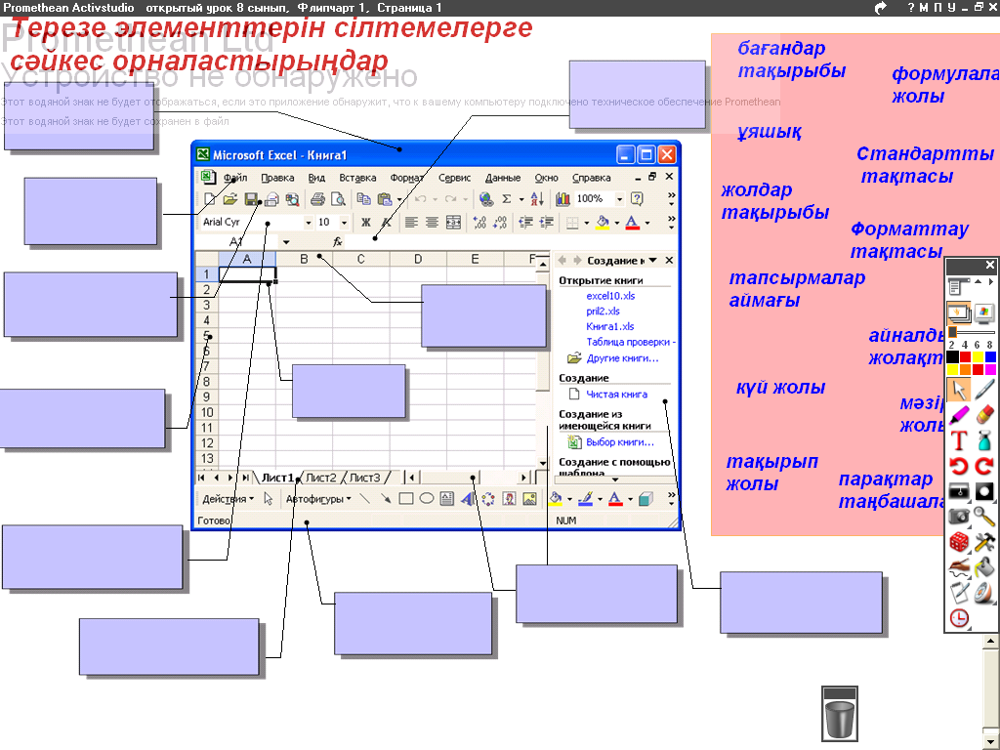 Promethean Activstudio открытый урок 8 сынып, Флипчарт 1, Страница 1
? М П У
Терезе элементтерін сілтемелерге
сәйкес орналастырыңдар
Promethean Ltd
Устройство не обнаружено
Этот водяной знак не будет отображаться, если это приложение обнаружит, что к вашему компьютеру подключено техническое обеспечение Promethean
Этот водяной знак не будет сохранен в файл
Microsoft Excel - Книга1
Файл Правка Вид Вставка Формат Сервис Данные Окно Справка
100%
Arial Cyr 10 Ж К
A1 fx
A B C D E F
1
2
3
4
5
6
7
8
9
10
11
12
13
Создание к
Открытие книги
excel10.xls
pril2.xls
Книга1.xls
Таблица проверки -
Другие книги...
Создание
Чистая книга
Создание из
имеющейся книги
Выбор книги...
Создание с помощью
шаблона
Лист1 Лист2 Лист3
Действия Автофигуры
Готово NUM
бағандар
тақырыбы
формулала
жолы
ұяшық
Стандартты
тақтасы
жолдар
тақырыбы
Форматтау
тақтасы
тапсырмалар
аймағы
айналды
жолақт
күй жолы
мәзір
жолы
тақырып
жолы
парақтар
таңбашала
2 4 6 8